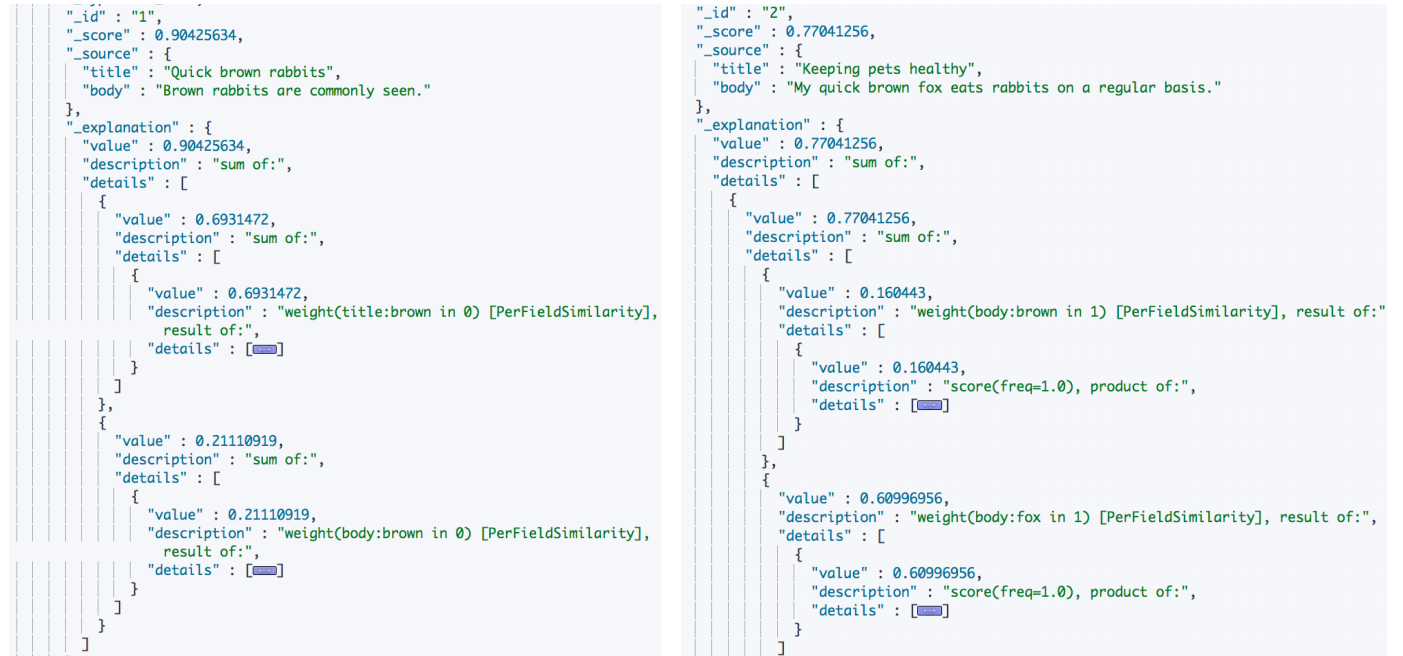 "_id" : "1",
"_score" : 0.90425634,
"_source" : {
"title" : "Quick brown rabbits",
"body" : "Brown rabbits are commonly seen."
},
"_explanation" : {
"value" : 0.90425634,
"description" : "sum of:",
"details" : [
{
"value" : 0.6931472,
"description" : "sum of:",
"details" : [
{
"value" : 0.6931472,
"description" : "weight(title:brown in 0) [PerFieldSimilarity],
result of:",
"details" : []
}
]
},
{
"value" : 0.21110919,
"description" : "sum of:",
"details" : [
{
"value" : 0.21110919,
"description" : "weight(body:brown in 0) [PerFieldSimilarity],
result of:",
"details" : []
}
]
}
]
"_id" : "2",
"_score" : 0.77041256,
"_source" : {
"title" : "Keeping pets healthy",
"body" : "My quick brown fox eats rabbits on a regular basis."
},
"_explanation" : {
"value" : 0.77041256,
"description" : "sum of:",
"details" : [
{
"value" : 0.77041256,
"description" : "sum of:",
"details" : [
{
"value" : 0.160443,
"description" : "weight(body:brown in 1) [PerFieldSimilarity], result of:"
"details" : [
{
"value" : 0.160443,
"description" : "score(freq=1.0), product of:",
"details" : []
}
]
},
{
"value" : 0.60996956,
"description" : "weight(body:fox in 1) [PerFieldSimilarity], result of:",
"details" : [
{
"value" : 0.60996956,
"description" : "score(freq=1.0), product of:",
"details" : []
}
]